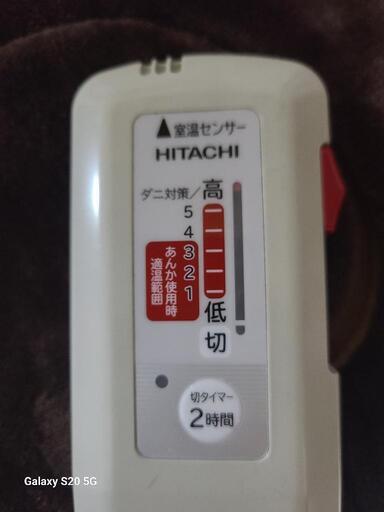 ▲室温センサー
HITACHI
ダニ対策/高
5
4
3
2
1
あんか使用時
適温範囲
低
切
切タイマー
2時間
Galaxy S20 5G